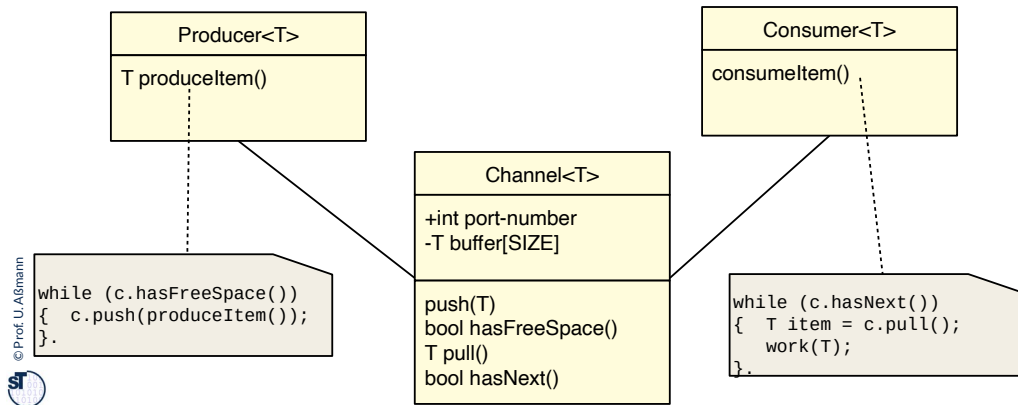 Producer<T>
T produceItem()
Consumer<T>
consumeItem()
Channel<T>
+int port-number
-T buffer[SIZE]
push(T)
bool hasFreeSpace()
T pull()
bool hasNext()
while (c.hasFreeSpace())
{  c.push(produceItem());
}.
while (c.hasNext())
{  T item = c.pull();
   work(T);
}.
© Prof. U. Aßmann
ST